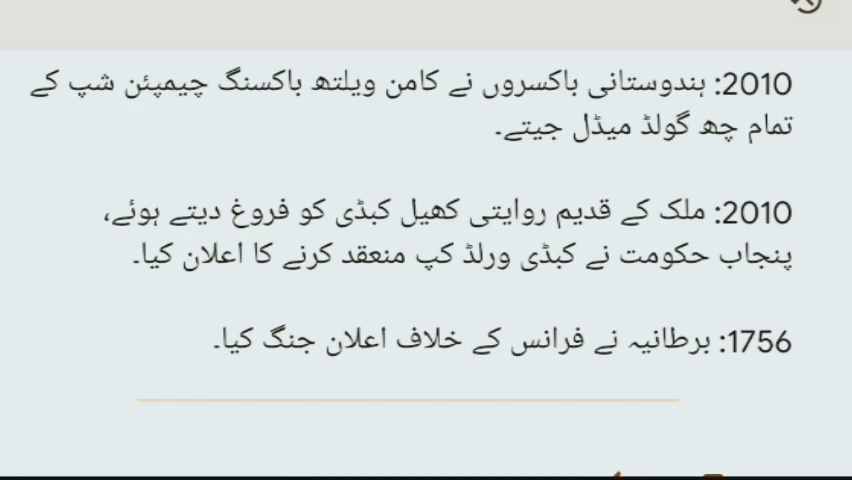 2010: ہندوستانی باکسروں نے کامن ویلتھ باکسنگ چیمپئن شپ کے
تمام چھ گولڈ میڈل جیتے۔
2010: ملک کے قدیم روایتی کھیل کبڈی کو فروغ دیتے ہوئے،
پنجاب حکومت نے کبڈی ورلڈ کپ منعقد کرنے کا اعلان کیا۔
1756: برطانیہ نے فرانس کے خلاف اعلان جنگ کیا۔